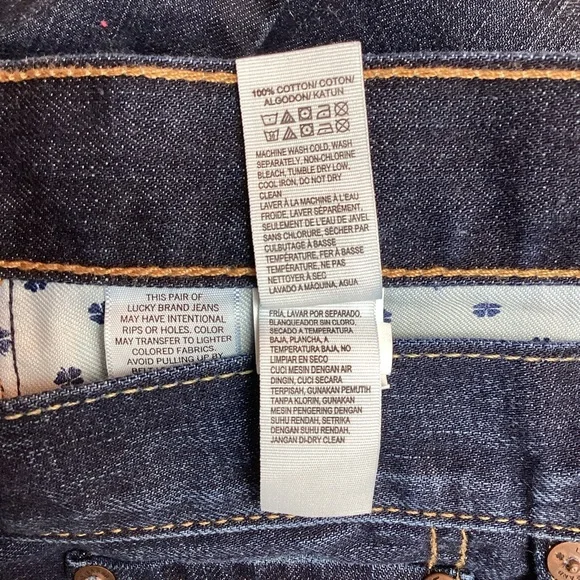 100% COTTON/ COTON/
ALGODON/ KATUN
MACHINE WASH COLD, WASH
SEPARATELY, NON-CHLORINE
BLEACH, TUMBLE DRY LOW,
COOL IRON, DO NOT DRY
CLEAN
LAVER À LA MACHINE À L'EAU
FROIDE, LAVER SÉPARÉMENT,
SEULEMENT DE L'EAU DE JAVEL
SANS CHLORURE, SÉCHER PAR
CULBUTAGE À BASSE
TEMPÉRATURE, FER À BASSE
TEMPÉRATURE, NE PAS
NETTOYER À SEG
LAVADO A MÁQUINA, AGUA
FRÍA, LAVAR POR SEPARADO,
BLANQUEADOR SIN CLORO,
SECADO A TEMPERATURA
BAJA, PLANCHA, A
TEMPERATURA BAJA, NO
LIMPIAR EN SECO
CUCI MESIN DENGAN AIR
DINGIN, CUCI SECARA
TERPISAH, GUNAKAN PEMUTIH
TANPA KLORIN, GUNAKAN
MESIN PENGERING DENGAN
SUHU RENDAH, SETRIKA
DENGAN SUHU RENDAH,
JANGAN DI-DRY CLEAN
THIS PAIR OF
LUCKY BRAND JEANS
MAY HAVE INTENTIONAL
RIPS OR HOLES. COLOR
MAY TRANSFER TO LIGHTER
COLORED FABRICS.
AVOID PULLING UP